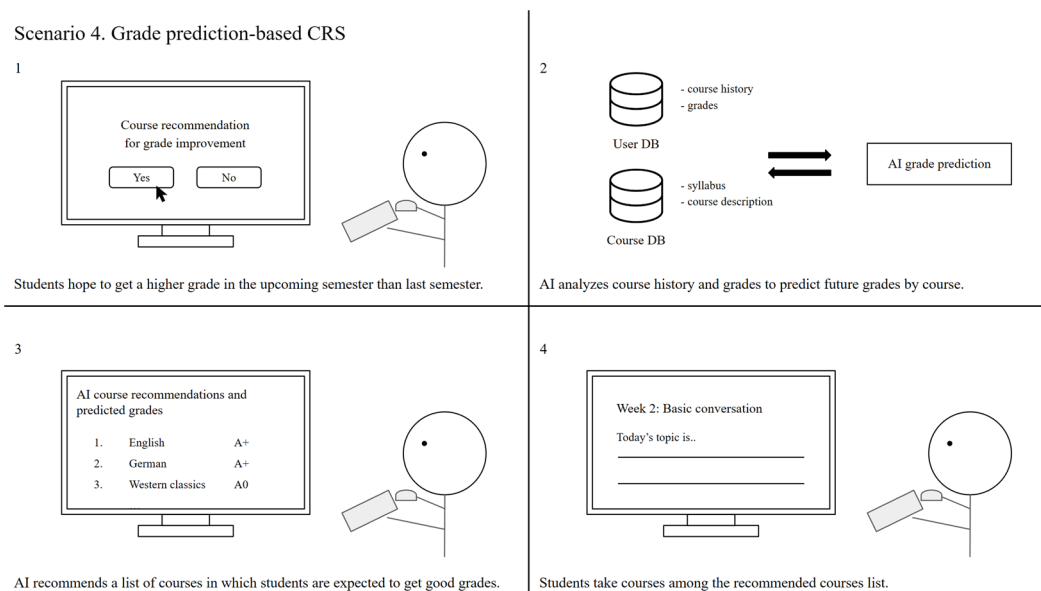 Scenario 4. Grade prediction-based CRS
1
Course recommendation
for grade improvement
Yes
No
Students hope to get a higher grade in the upcoming semester than last semester.
2
- course history
- grades
User DB
- syllabus
- course description
Course DB
AI grade prediction
AI analyzes course history and grades to predict future grades by course.
3
AI course recommendations and
predicted grades
1. English A+
2. German A+
3. Western classics A0
AI recommends a list of courses in which students are expected to get good grades.
4
Week 2: Basic conversation
Today's topic is..
Students take courses among the recommended courses list.